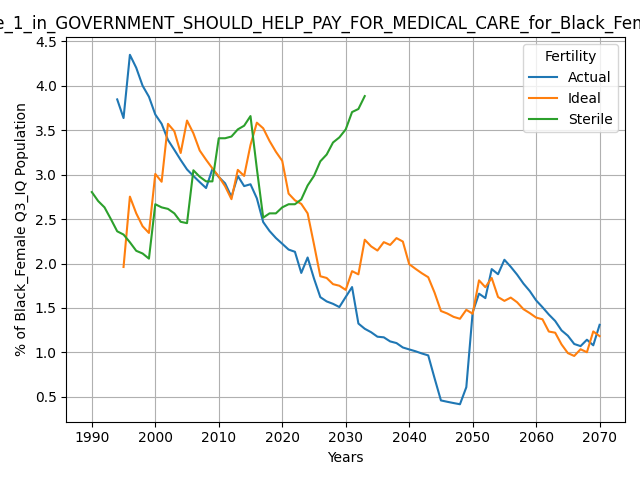 e_1_in_GOVERNMENT_SHOULD_HELP_PAY_FOR_MEDICAL_CARE_for_Black_Fem
Fertility
Actual
Ideal
Sterile
% of Black_Female Q3_IQ Population
4.5
4.0
3.5
3.0
2.5
2.0
1.5
1.0
0.5
1990 2000 2010 2020 2030 2040 2050 2060 2070
Years